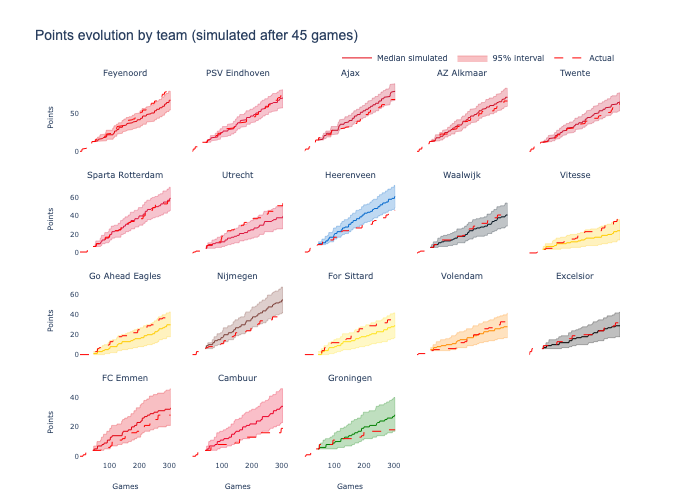 Points evolution by team (simulated after 45 games)
Median simulated 95% interval Actual
Feyenoord PSV Eindhoven Ajax AZ Alkmaar Twente
Points
50
0
Sparta Rotterdam Utrecht Heerenveen Waalwijk Vitesse
Points
60
40
20
0
Go Ahead Eagles Nijmegen For Sittard Volendam Excelsior
Points
60
40
20
0
FC Emmen Cambuur Groningen
Points
40
20
0
100 200 300 100 200 300 100 200 300
Games Games Games